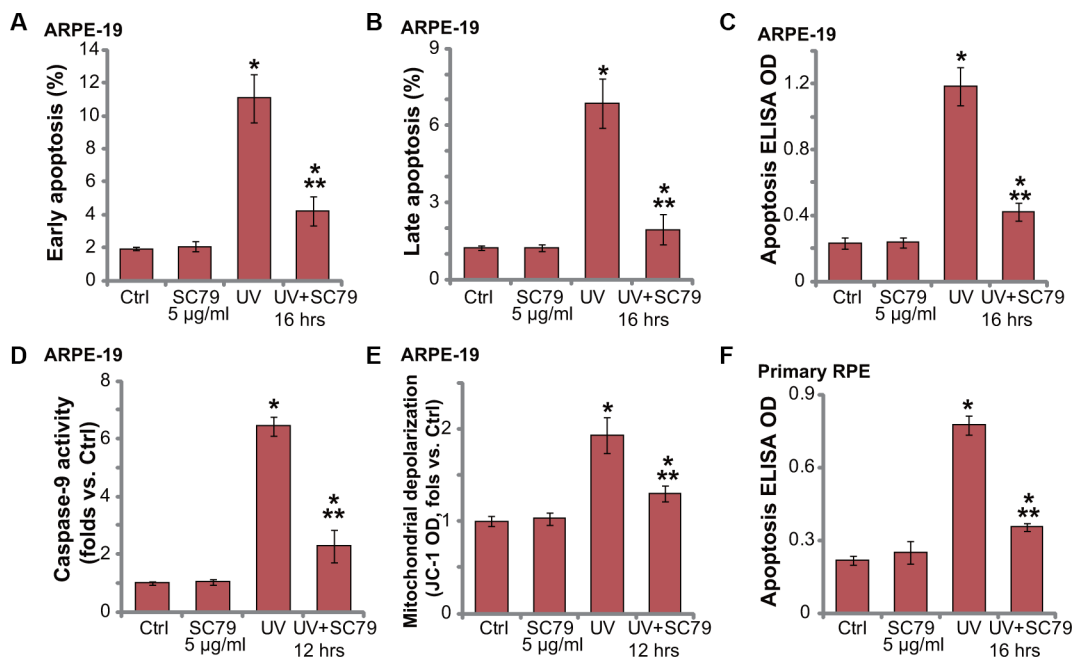 A ARPE-19
Early apoptosis (%)
14
12
10
8
6
4
2
0
*
*
**
Ctrl SC79 UV UV+SC79
5 µg/ml 16 hrs
B ARPE-19
Late apoptosis (%)
9
6
3
0
*
*
**
Ctrl SC79 UV UV+SC79
5 µg/ml 16 hrs
C ARPE-19
Apoptosis ELISA OD
1.2
0.8
0.4
0
*
*
**
Ctrl SC79 UV UV+SC79
5 µg/ml 16 hrs
D ARPE-19
Caspase-9 activity
(folds vs. Ctrl)
8
6
4
2
0
*
*
**
Ctrl SC79 UV UV+SC79
5 µg/ml 12 hrs
E ARPE-19
Mitochondrial depolarization
(JC-1 OD, fols vs. Ctrl)
2
1
0
*
*
**
Ctrl SC79 UV UV+SC79
5 µg/ml 12 hrs
F Primary RPE
Apoptosis ELISA OD
0.9
0.6
0.3
0
*
*
**
Ctrl SC79 UV UV+SC79
5 µg/ml 16 hrs